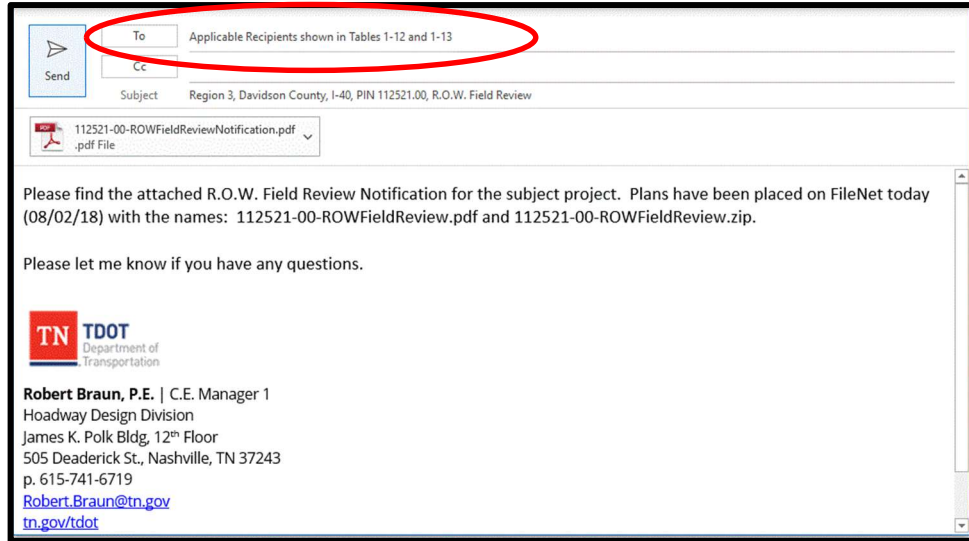 To
Applicable Recipients shown in Tables 1-12 and 1-13
Send
Cc
Subject
Region 3, Davidson County, I-40, PIN 112521.00, R.O.W. Field Review
PDF
112521-00-ROWFieldReviewNotification.pdf
.pdf File
Please find the attached R.O.W. Field Review Notification for the subject project. Plans have been placed on FileNet today
(08/02/18) with the names: 112521-00-ROWFieldReview.pdf and 112521-00-ROWFieldReview.zip.
Please let me know if you have any questions.
TN TDOT
Department of
Transportation
Robert Braun, P.E. | C.E. Manager 1
Hoadway Design Division
James K. Polk Bldg, 12th Floor
505 Deaderick St., Nashville, TN 37243
p. 615-741-6719
Robert.Braun@tn.gov
tn.gov/tdot